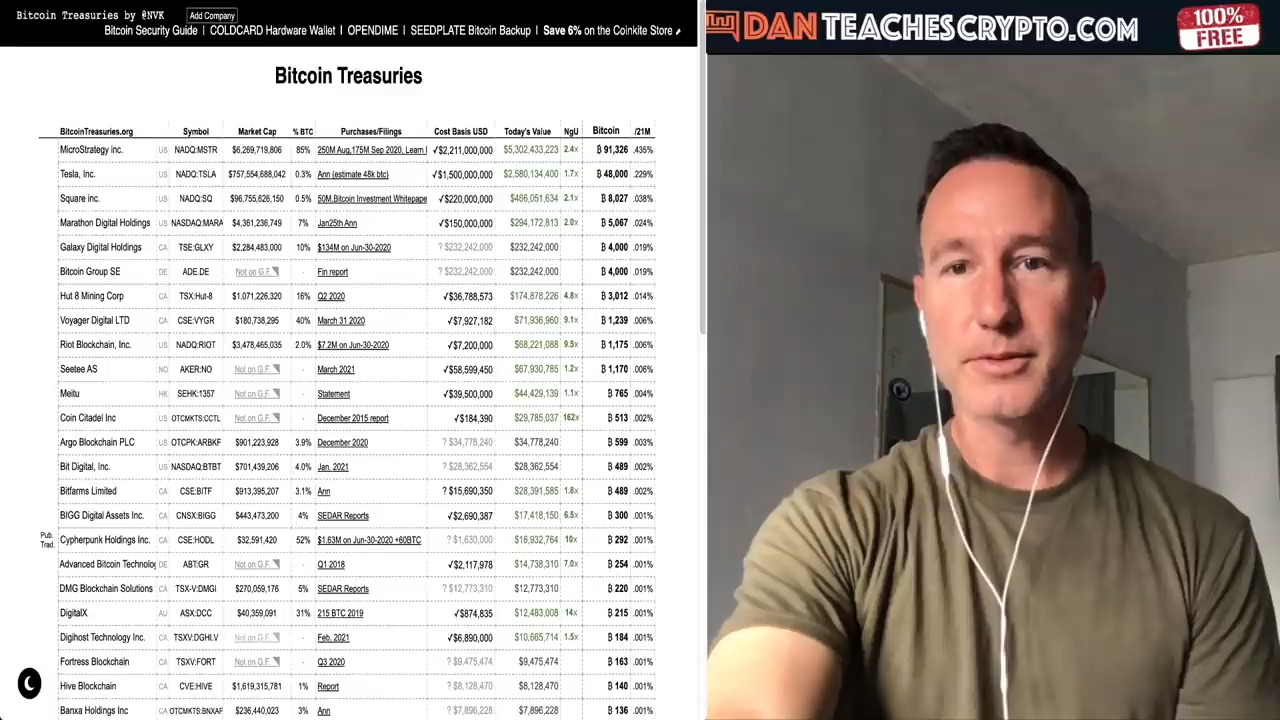 Bitcoin Treasuries by @NVK Add Company
Bitcoin Security Guide | COLDCARD Hardware Wallet | OPENDIME | SEEDPLATE Bitcoin Backup | Save 6% on the Coinkite Store
DANTEACHESCRYPTO.COM
100% FREE
Bitcoin Treasuries
BitcoinTreasuries.org Symbol Market Cap % BTC Purchases/Filings Cost Basis USD Today's Value NgU Bitcoin /21M
MicroStrategy inc. US NADQ:MSTR $6,269,719,806 85% 250M Aug,175M Sep 2020, Learn ✓$2,211,000,000 $5,302,433,223 2.4x ₿ 91,326 .435%
Tesla, Inc. US NADQ:TSLA $757,554,688,042 0.3% Ann (estimate 48k btc) ✓$1,500,000,000 $2,580,134,400 1.7x ₿ 48,000 .229%
Square inc. US NADQ:SQ $96,755,626,150 0.5% 50M,Bitcoin Investment Whitepape ✓$220,000,000 $466,051,634 2.1x ₿ 8,027 .038%
Marathon Digital Holdings US NASDAQ:MARA $4,361,236,749 7% Jan25th Ann ✓$150,000,000 $294,172,813 2.0x ₿ 5,067 .024%
Galaxy Digital Holdings CA TSE:GLXY $2,284,483,000 10% $134M on Jun-30-2020 ? $232,242,000 $232,242,000 ₿ 4,000 .019%
Bitcoin Group SE DE ADE.DE Not on G.F. · Fin report ? $232,242,000 $232,242,000 ₿ 4,000 .019%
Hut 8 Mining Corp CA TSX:Hut-8 $1,071,226,320 16% Q2 2020 ✓$36,788,573 $174,878,226 4.8x ₿ 3,012 .014%
Voyager Digital LTD CA CSE:VYGR $180,738,295 40% March 31 2020 ✓$7,927,182 $71,936,960 9.1x ₿ 1,239 .006%
Riot Blockchain, Inc. US NADQ:RIOT $3,478,465,035 2.0% $7.2M on Jun-30-2020 ✓$7,200,000 $68,221,088 9.5x ₿ 1,175 .006%
Seetee AS NO AKER:NO Not on G.F. · March 2021 ✓$58,599,450 $67,930,785 1.2x ₿ 1,170 .006%
Meitu HK SEHK:1357 Not on G.F. · Statement ✓$39,500,000 $44,429,139 1.1x ₿ 765 .004%
Coin Citadel Inc US OTCMKTS:CCTL Not on G.F. · December 2015 report ✓$184,390 $29,785,037 162x ₿ 513 .002%
Argo Blockchain PLC US OTCPK:ARBKF $901,223,928 3.9% December 2020 ? $34,778,240 $34,778,240 ₿ 599 .003%
Bit Digital, Inc. US NASDAQ:BTBT $701,439,206 4.0% Jan. 2021 ? $28,362,554 $28,362,554 ₿ 489 .002%
Bitfarms Limited CA CSE:BITF $913,395,207 3.1% Ann ? $15,690,350 $28,391,585 1.8x ₿ 489 .002%
BIGG Digital Assets Inc. CA CNSX:BIGG $443,473,200 4% SEDAR Reports ✓$2,690,387 $17,418,150 6.5x ₿ 300 .001%
Pub. Trad.
Cypherpunk Holdings Inc. CA CSE:HODL $32,591,420 52% $1.63M on Jun-30-2020 +60BTC ? $1,630,000 $16,932,764 10x ₿ 292 .001%
Advanced Bitcoin Technolog DE ABT:GR Not on G.F. · Q1 2018 ✓$2,117,978 $14,738,310 7.0x ₿ 254 .001%
DMG Blockchain Solutions CA TSX-V:DMGI $270,059,176 5% SEDAR Reports ? $12,773,310 $12,773,310 ₿ 220 .001%
DigitalX AU ASX:DCC $40,359,091 31% 215 BTC 2019 ✓$874,835 $12,483,008 14x ₿ 215 .001%
Digihost Technology Inc. CA TSXV:DGHI.V Not on G.F. · Feb. 2021 ✓$6,890,000 $10,665,714 1.5x ₿ 184 .001%
Fortress Blockchain CA TSXV:FORT Not on G.F. · Q3 2020 ? $9,475,474 $9,475,474 ₿ 163 .001%
Hive Blockchain CA CVE:HIVE $1,619,315,781 1% Report ? $8,128,470 $8,128,470 ₿ 140 .001%
Banxa Holdings Inc CA OTCMKTS:BNXAF $236,440,023 3% Ann ? $7,896,228 $7,896,228 ₿ 136 .001%